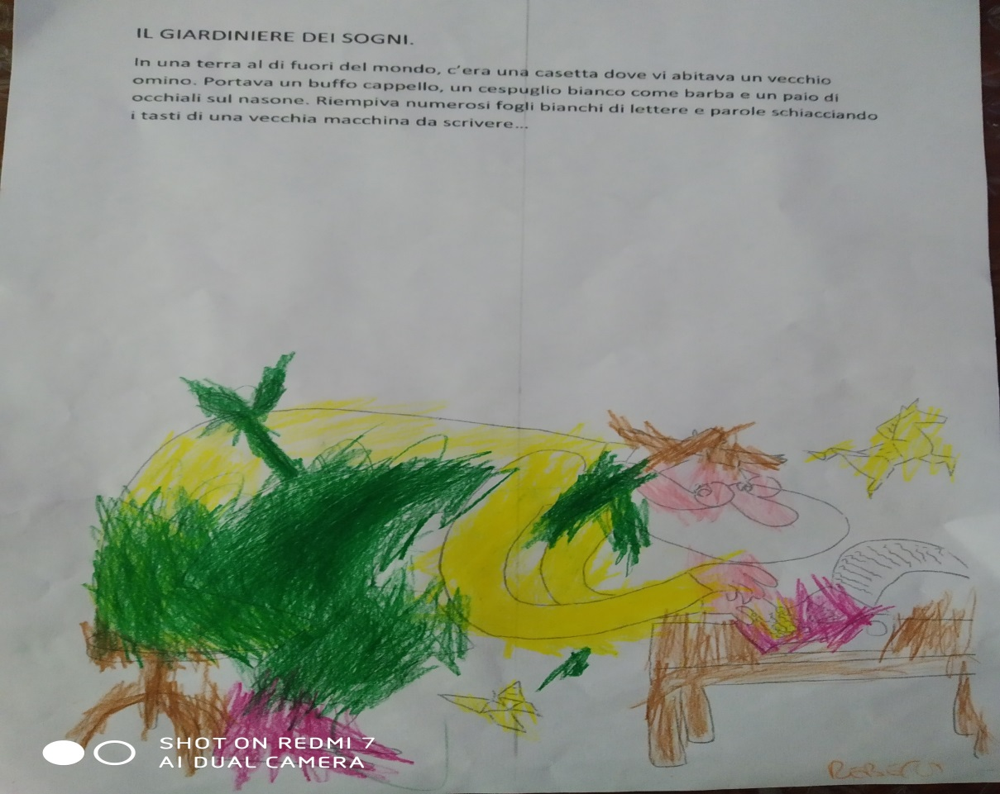 IL GIARDINIERE DEI SOGNI.
In una terra al di fuori del mondo, c'era una casetta dove vi abitava un vecchio
omino. Portava un buffo cappello, un cespuglio bianco come barba e un paio di
occhiali sul nasone. Riempiva numerosi fogli bianchi di lettere e parole schiacciando
i tasti di una vecchia macchina da scrivere...
SHOT ON REDMI 7
AI DUAL CAMERA